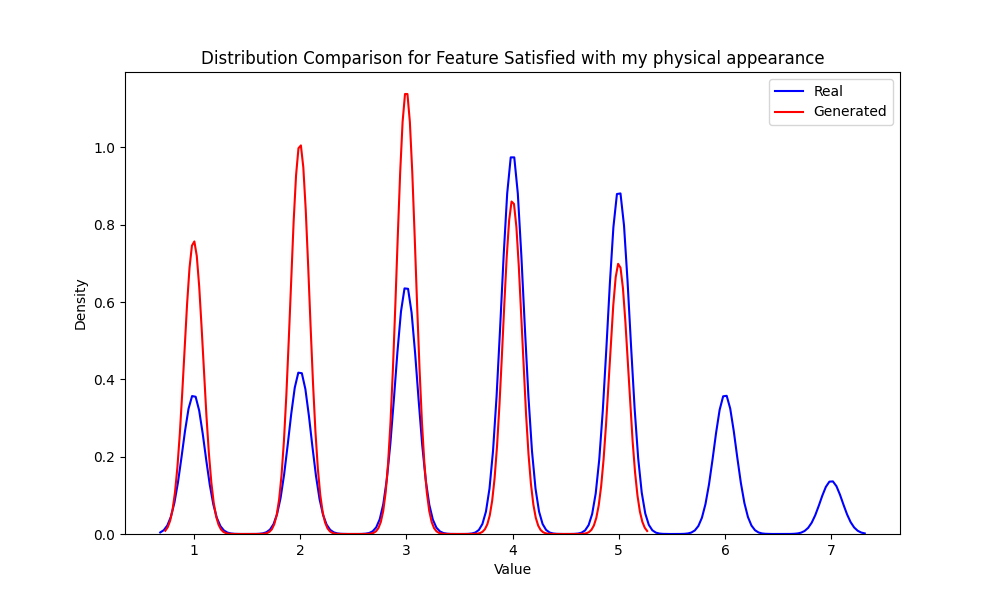 Distribution Comparison for Feature Satisfied with my physical appearance
Real
Generated
1.0
0.8
0.6
0.4
0.2
0.0
Density
1 2 3 4 5 6 7
Value